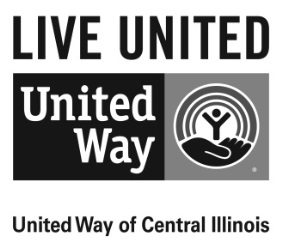 LIVE UNITED
United
Way
®
United Way of Central Illinois